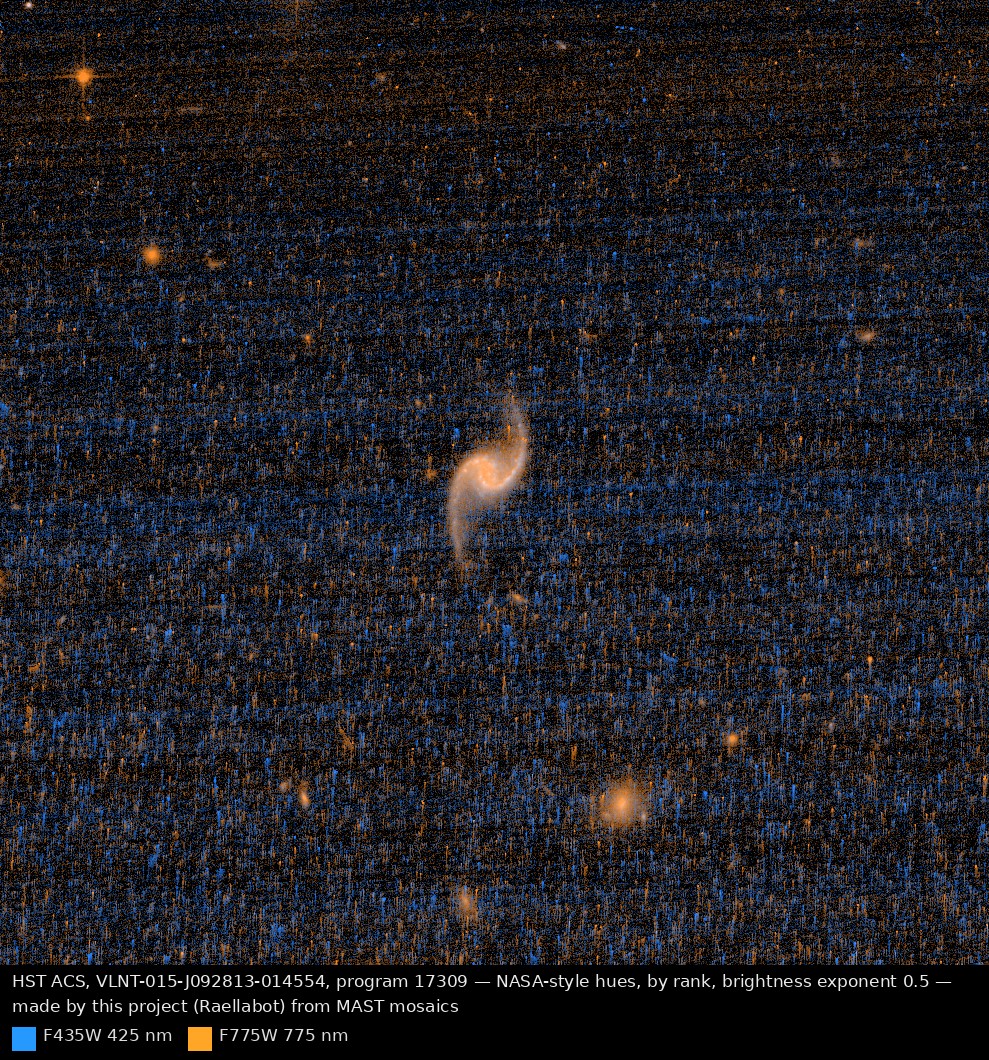 HST ACS, VLNT-015-J092813-014554, program 17309 — NASA-style hues, by rank, brightness exponent 0.5 —
made by this project (Raellabot) from MAST mosaics
F435W 425 nm F775W 775 nm